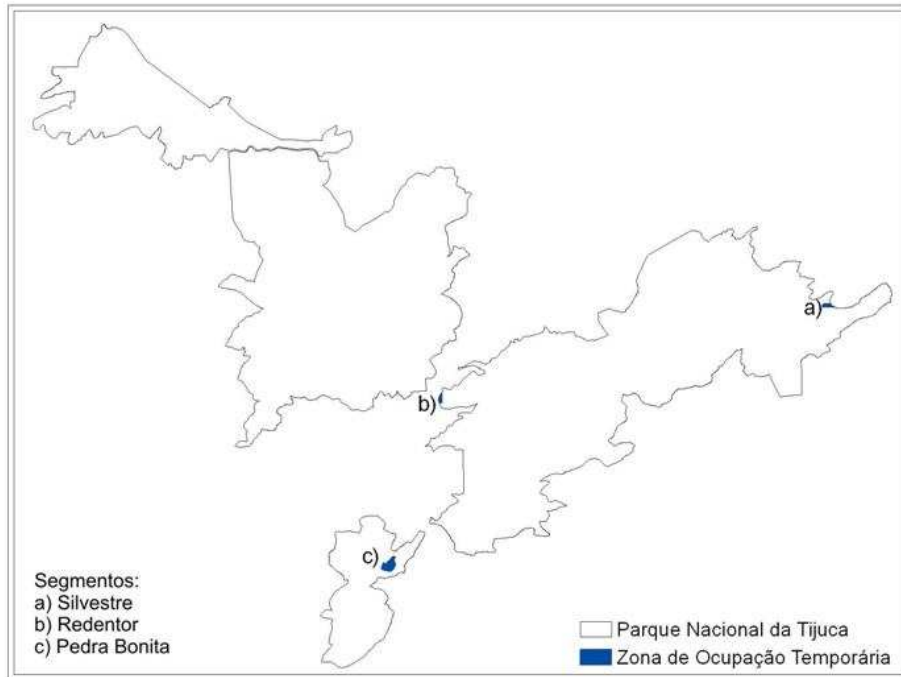 a)
b)
c)
Segmentos:
a) Silvestre
b) Redentor
c) Pedra Bonita
Parque Nacional da Tijuca
Zona de Ocupação Temporária